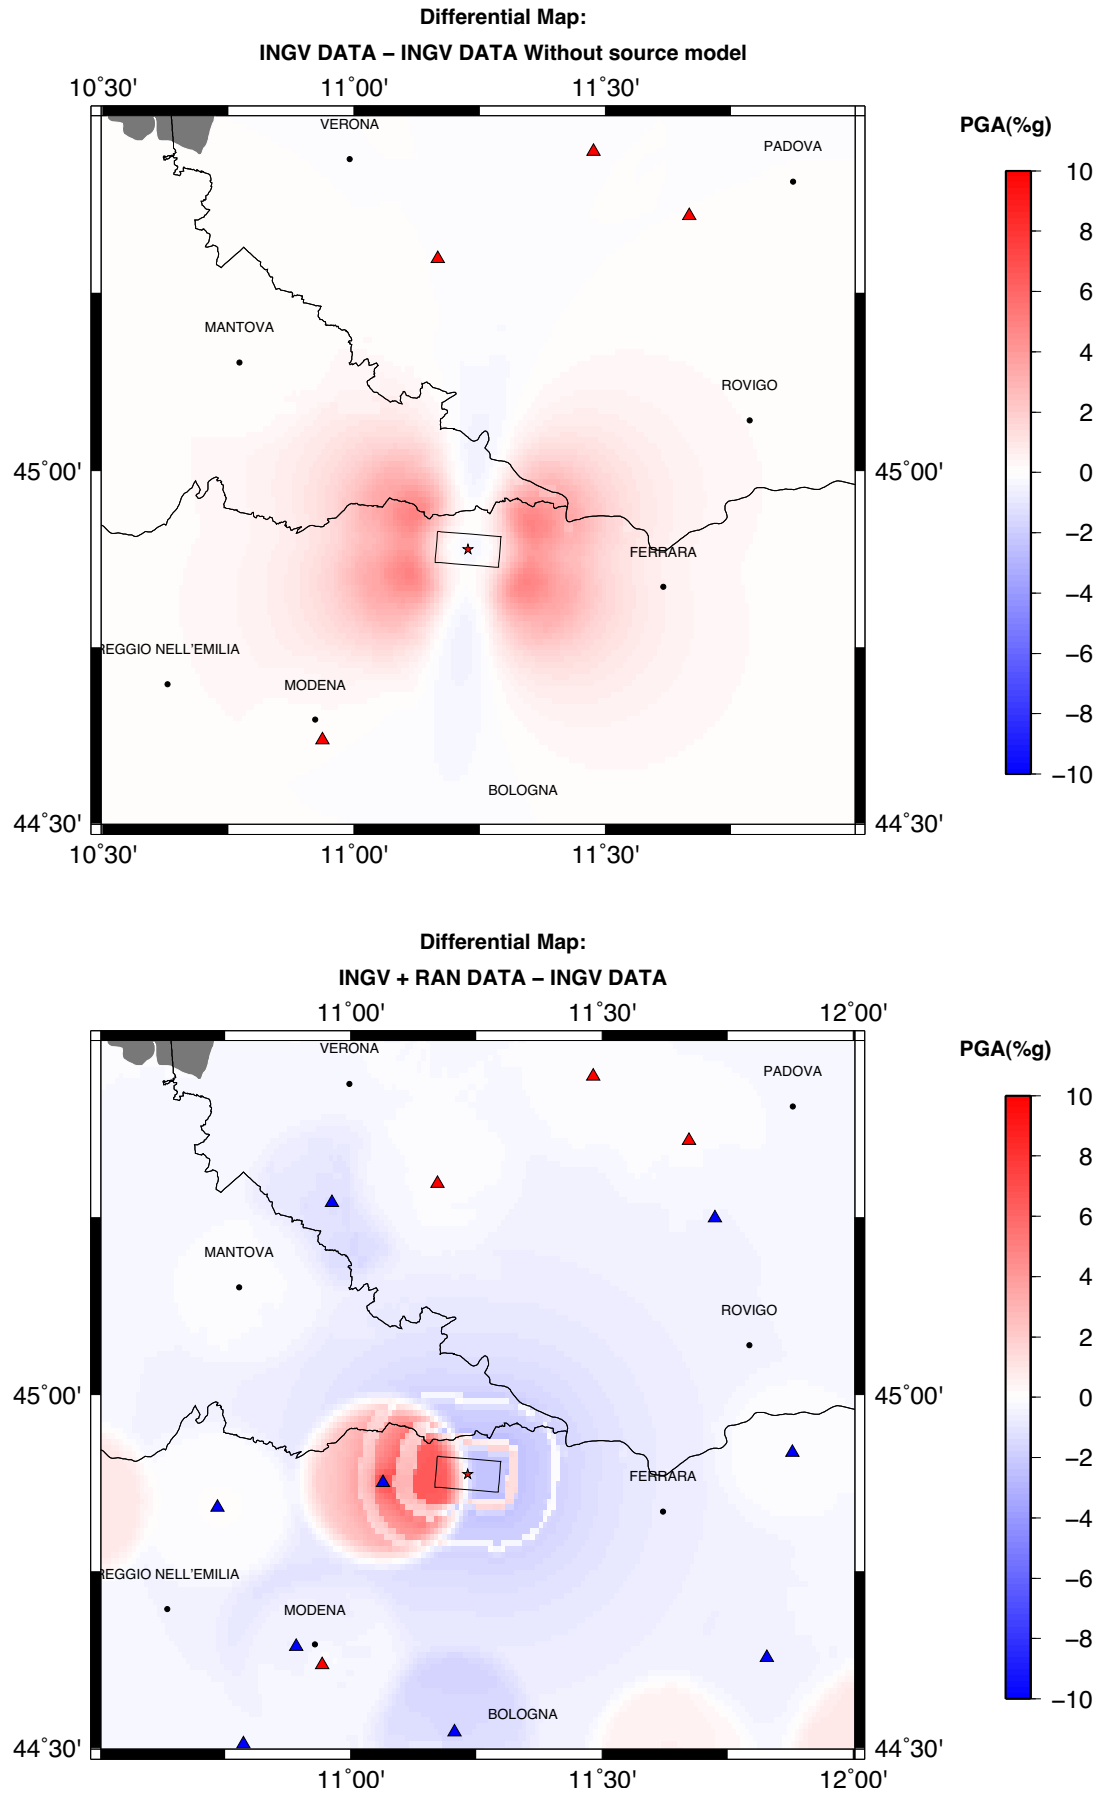 Differential Map:
INGV DATA – INGV DATA Without source model
10˚30' 11˚00' 11˚30'
VERONA
PGA(%g)
PADOVA
10
8
6
MANTOVA
4
ROVIGO
2
45˚00' 45˚00' 0
−2
FERRARA
−4
REGGIO NELL'EMILIA
−6
MODENA
−8
BOLOGNA
−10
44˚30' 44˚30'
10˚30' 11˚00' 11˚30'
Differential Map:
INGV + RAN DATA – INGV DATA
11˚00' 11˚30' 12˚00'
VERONA
PGA(%g)
PADOVA
10
8
6
MANTOVA
4
ROVIGO
2
45˚00' 45˚00' 0
−2
FERRARA
−4
REGGIO NELL'EMILIA
−6
MODENA
−8
BOLOGNA
−10
44˚30' 44˚30'
11˚00' 11˚30' 12˚00'